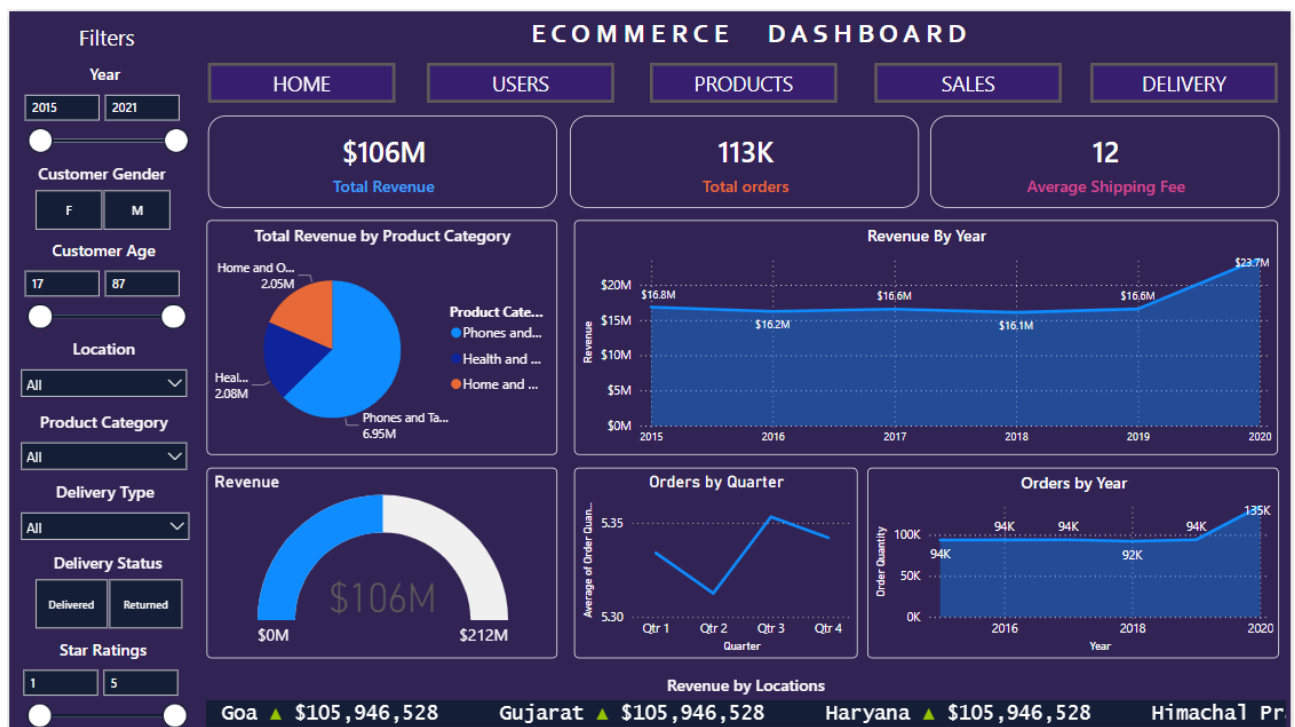 ECOMMERCE DASHBOARD
Filters
Year
2015 2021
Customer Gender
F M
Customer Age
17 87
Location
All
Product Category
All
Delivery Type
All
Delivery Status
Delivered Returned
Star Ratings
1 5
HOME USERS PRODUCTS SALES DELIVERY
$106M
Total Revenue
113K
Total orders
12
Average Shipping Fee
Total Revenue by Product Category
Home and O...
2.05M
Heal...
2.08M
Phones and Ta...
6.95M
Product Cate...
Phones and...
Health and ...
Home and ...
Revenue By Year
Revenue
$20M
$15M
$10M
$5M
$0M
$16.8M
$16.2M
$16.6M
$16.1M
$16.6M
$23.7M
2015 2016 2017 2018 2019 2020
Revenue
$106M
$0M $212M
Orders by Quarter
Average of Order Quan...
5.35
5.30
Qtr 1 Qtr 2 Qtr 3 Qtr 4
Quarter
Orders by Year
Order Quantity
100K
50K
0K
94K
94K
94K
92K
94K
135K
2016 2018 2020
Year
Revenue by Locations
Goa ▲ $105,946,528 Gujarat ▲ $105,946,528 Haryana ▲ $105,946,528 Himachal Pr